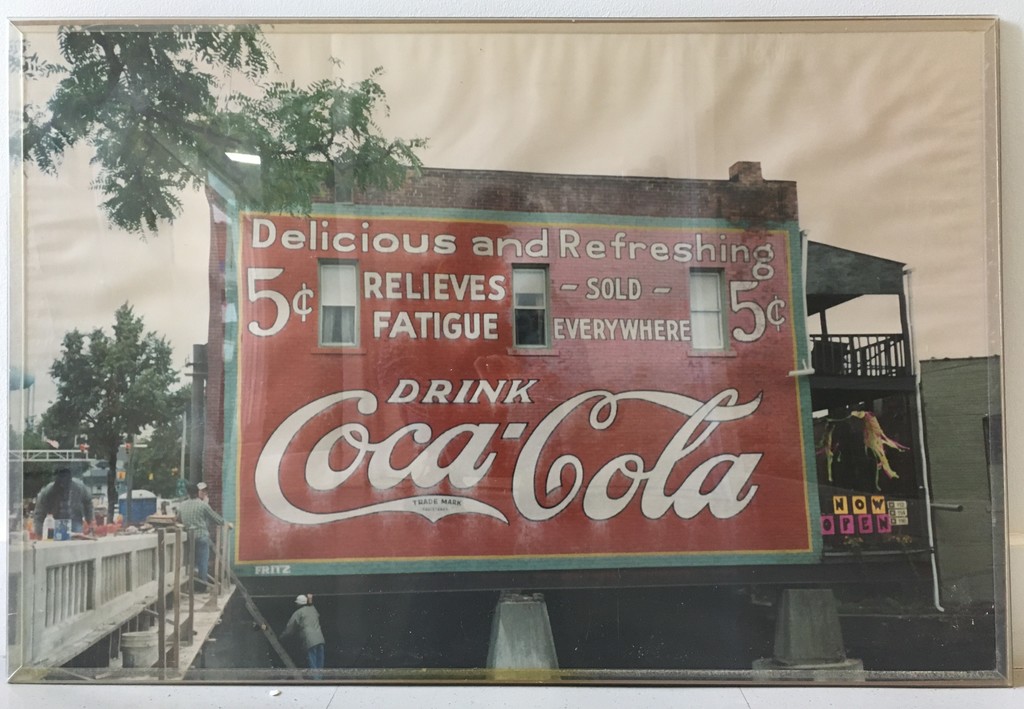 Delicious and Refreshing
5¢ RELIEVES — SOLD — 5¢
FATIGUE EVERYWHERE
DRINK
Coca-Cola
TRADE MARK
FRITZ
NOW
OPEN